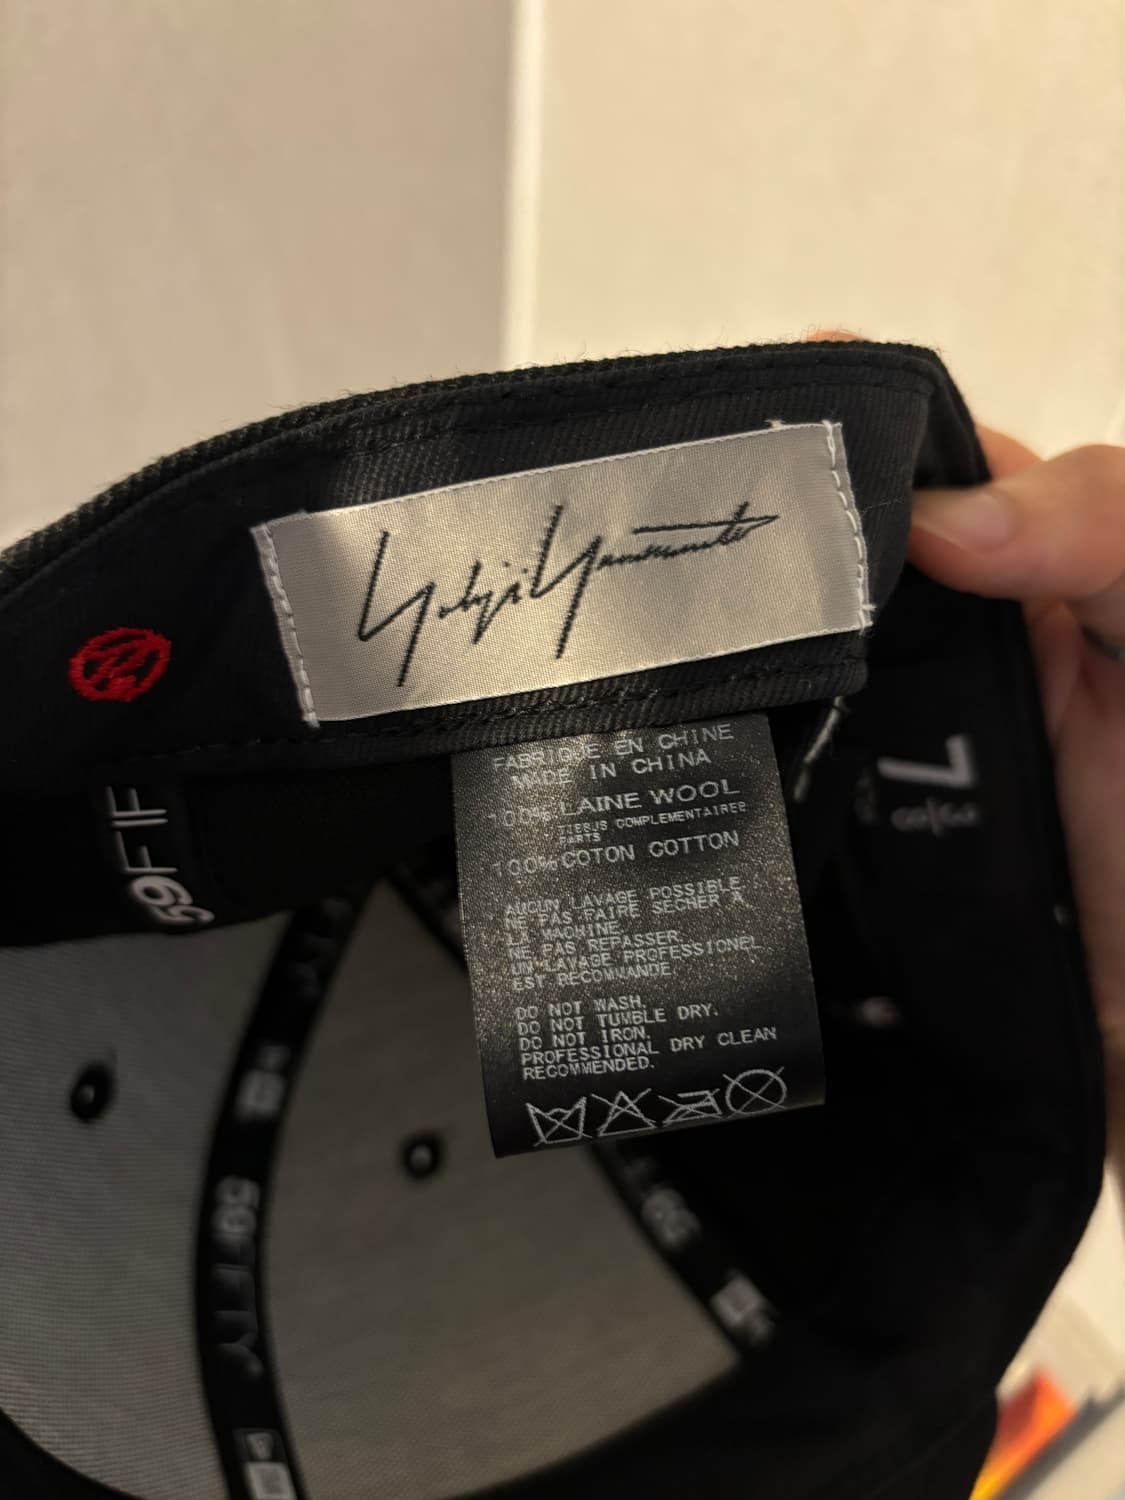 Yohji Yamamoto
FABRIQUE EN CHINE
MADE IN CHINA
100% LAINE WOOL
TISSUS COMPLEMENTAIRES
PARTS
100% COTON COTTON
AUCUN LAVAGE POSSIBLE
NE PAS FAIRE SECHER A
LA MACHINE
NE PAS REPASSER
UN LAVAGE PROFESSIONEL
EST RECOMMANDE.
DO NOT WASH.
DO NOT TUMBLE DRY.
DO NOT IRON.
PROFESSIONAL DRY CLEAN
RECOMMENDED.
59FIF
7
59FIFTY